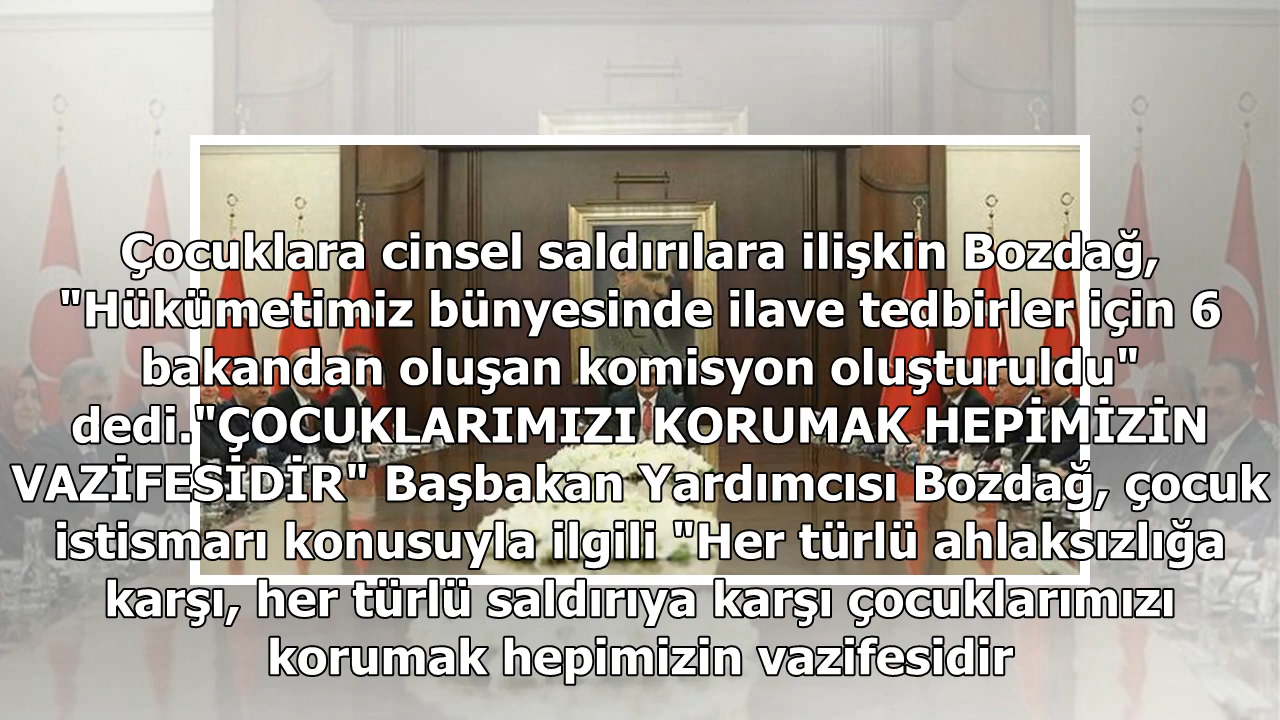 Çocuklara cinsel saldırılara ilişkin Bozdağ,
"Hükümetimiz bünyesinde ilave tedbirler için 6
bakandan oluşan komisyon oluşturuldu"
dedi."ÇOCUKLARIMIZI KORUMAK HEPİMİZİN
VAZİFESİDİR" Başbakan Yardımcısı Bozdağ, çocuk
istismarı konusuyla ilgili "Her türlü ahlaksızlığa
karşı, her türlü saldırıya karşı çocuklarımızı
korumak hepimizin vazifesidir